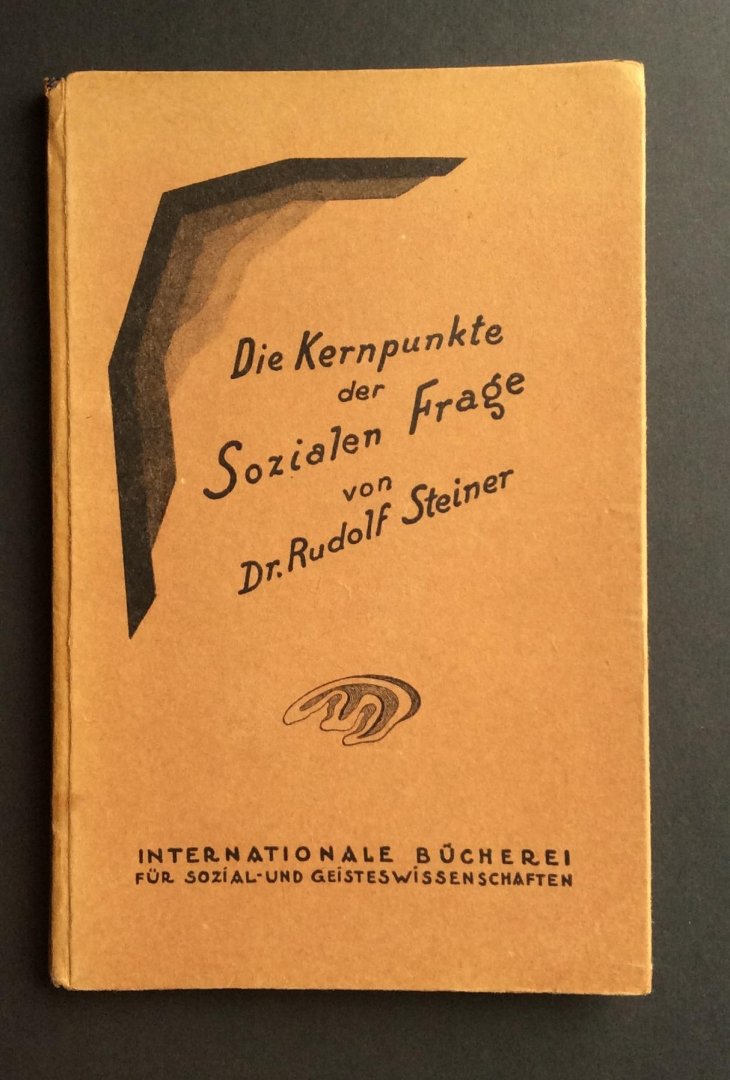 Die Kernpunkte
der
Sozialen Frage
von
Dr. Rudolf Steiner
INTERNATIONALE BÜCHEREI
FÜR SOZIAL-UND GEISTESWISSENSCHAFTEN